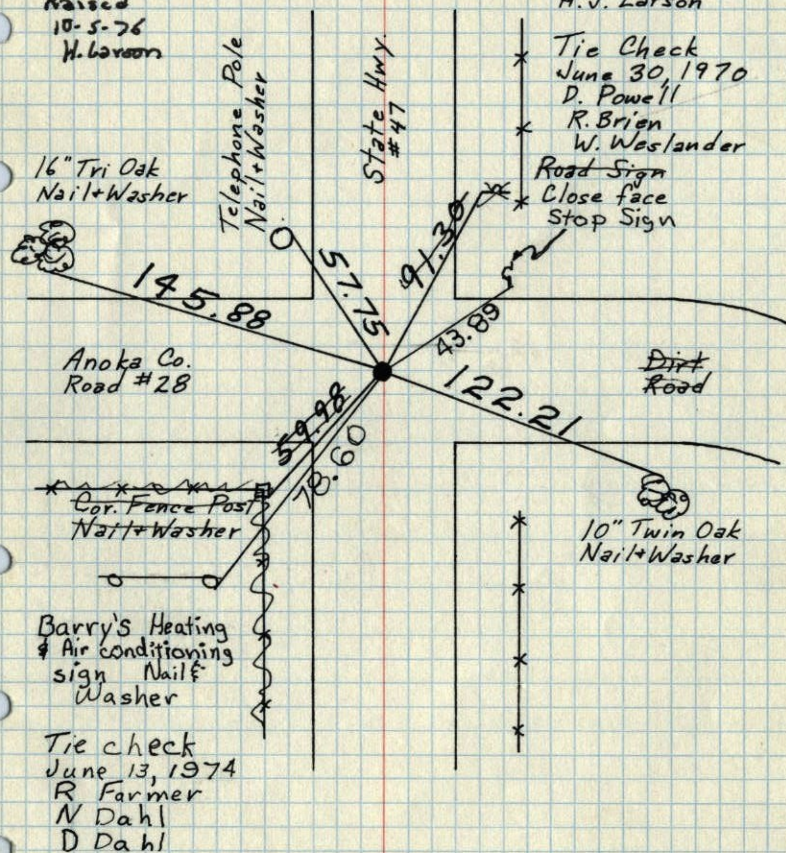 Raised
10-5-76
H. Larson
H.J. Larson
Tie Check
June 30, 1970
D. Powell
R. Brien
W. Weslander
Road Sign
Close face
Stop Sign
Telephone Pole
Nail & Washer
State Hwy.
#47
16" Tri Oak
Nail & Washer
145.88
57.75
91.30
43.89
Anoka Co.
Road #28
Dirt
Road
122.21
59.98
78.60
Cor. Fence Post
Nail & Washer
10" Twin Oak
Nail & Washer
Barry's Heating
& Air conditioning
sign Nail &
Washer
Tie check
June 13, 1974
R Farmer
N Dahl
D Dahl